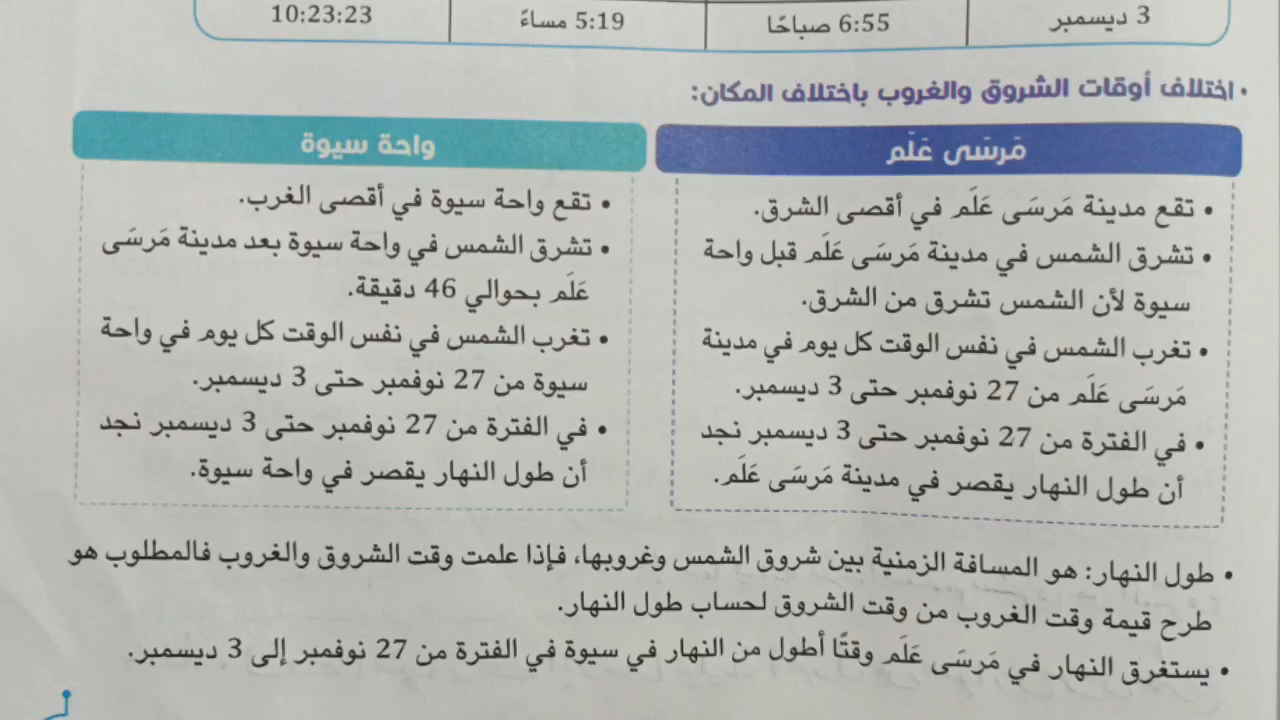 3 ديسمبر 6:55 صباحًا 5:19 مساءً 10:23:23
• اختلاف أوقات الشروق والغروب باختلاف المكان:
مَرسَى عَلَم
• تقع مدينة مَرسَى عَلَم في أقصى الشرق.
• تشرق الشمس في مدينة مَرسَى عَلَم قبل واحة
سيوة لأن الشمس تشرق من الشرق.
• تغرب الشمس في نفس الوقت كل يوم في مدينة
مَرسَى عَلَم من 27 نوفمبر حتى 3 ديسمبر.
• في الفترة من 27 نوفمبر حتى 3 ديسمبر نجد
أن طول النهار يقصر في مدينة مَرسَى عَلَم.
واحة سيوة
• تقع واحة سيوة في أقصى الغرب.
• تشرق الشمس في واحة سيوة بعد مدينة مَرسَى
عَلَم بحوالي 46 دقيقة.
• تغرب الشمس في نفس الوقت كل يوم في واحة
سيوة من 27 نوفمبر حتى 3 ديسمبر.
• في الفترة من 27 نوفمبر حتى 3 ديسمبر نجد
أن طول النهار يقصر في واحة سيوة.
• طول النهار: هو المسافة الزمنية بين شروق الشمس وغروبها، فإذا علمت وقت الشروق والغروب فالمطلوب هو
طرح قيمة وقت الغروب من وقت الشروق لحساب طول النهار.
• يستغرق النهار في مَرسَى عَلَم وقتًا أطول من النهار في سيوة في الفترة من 27 نوفمبر إلى 3 ديسمبر.